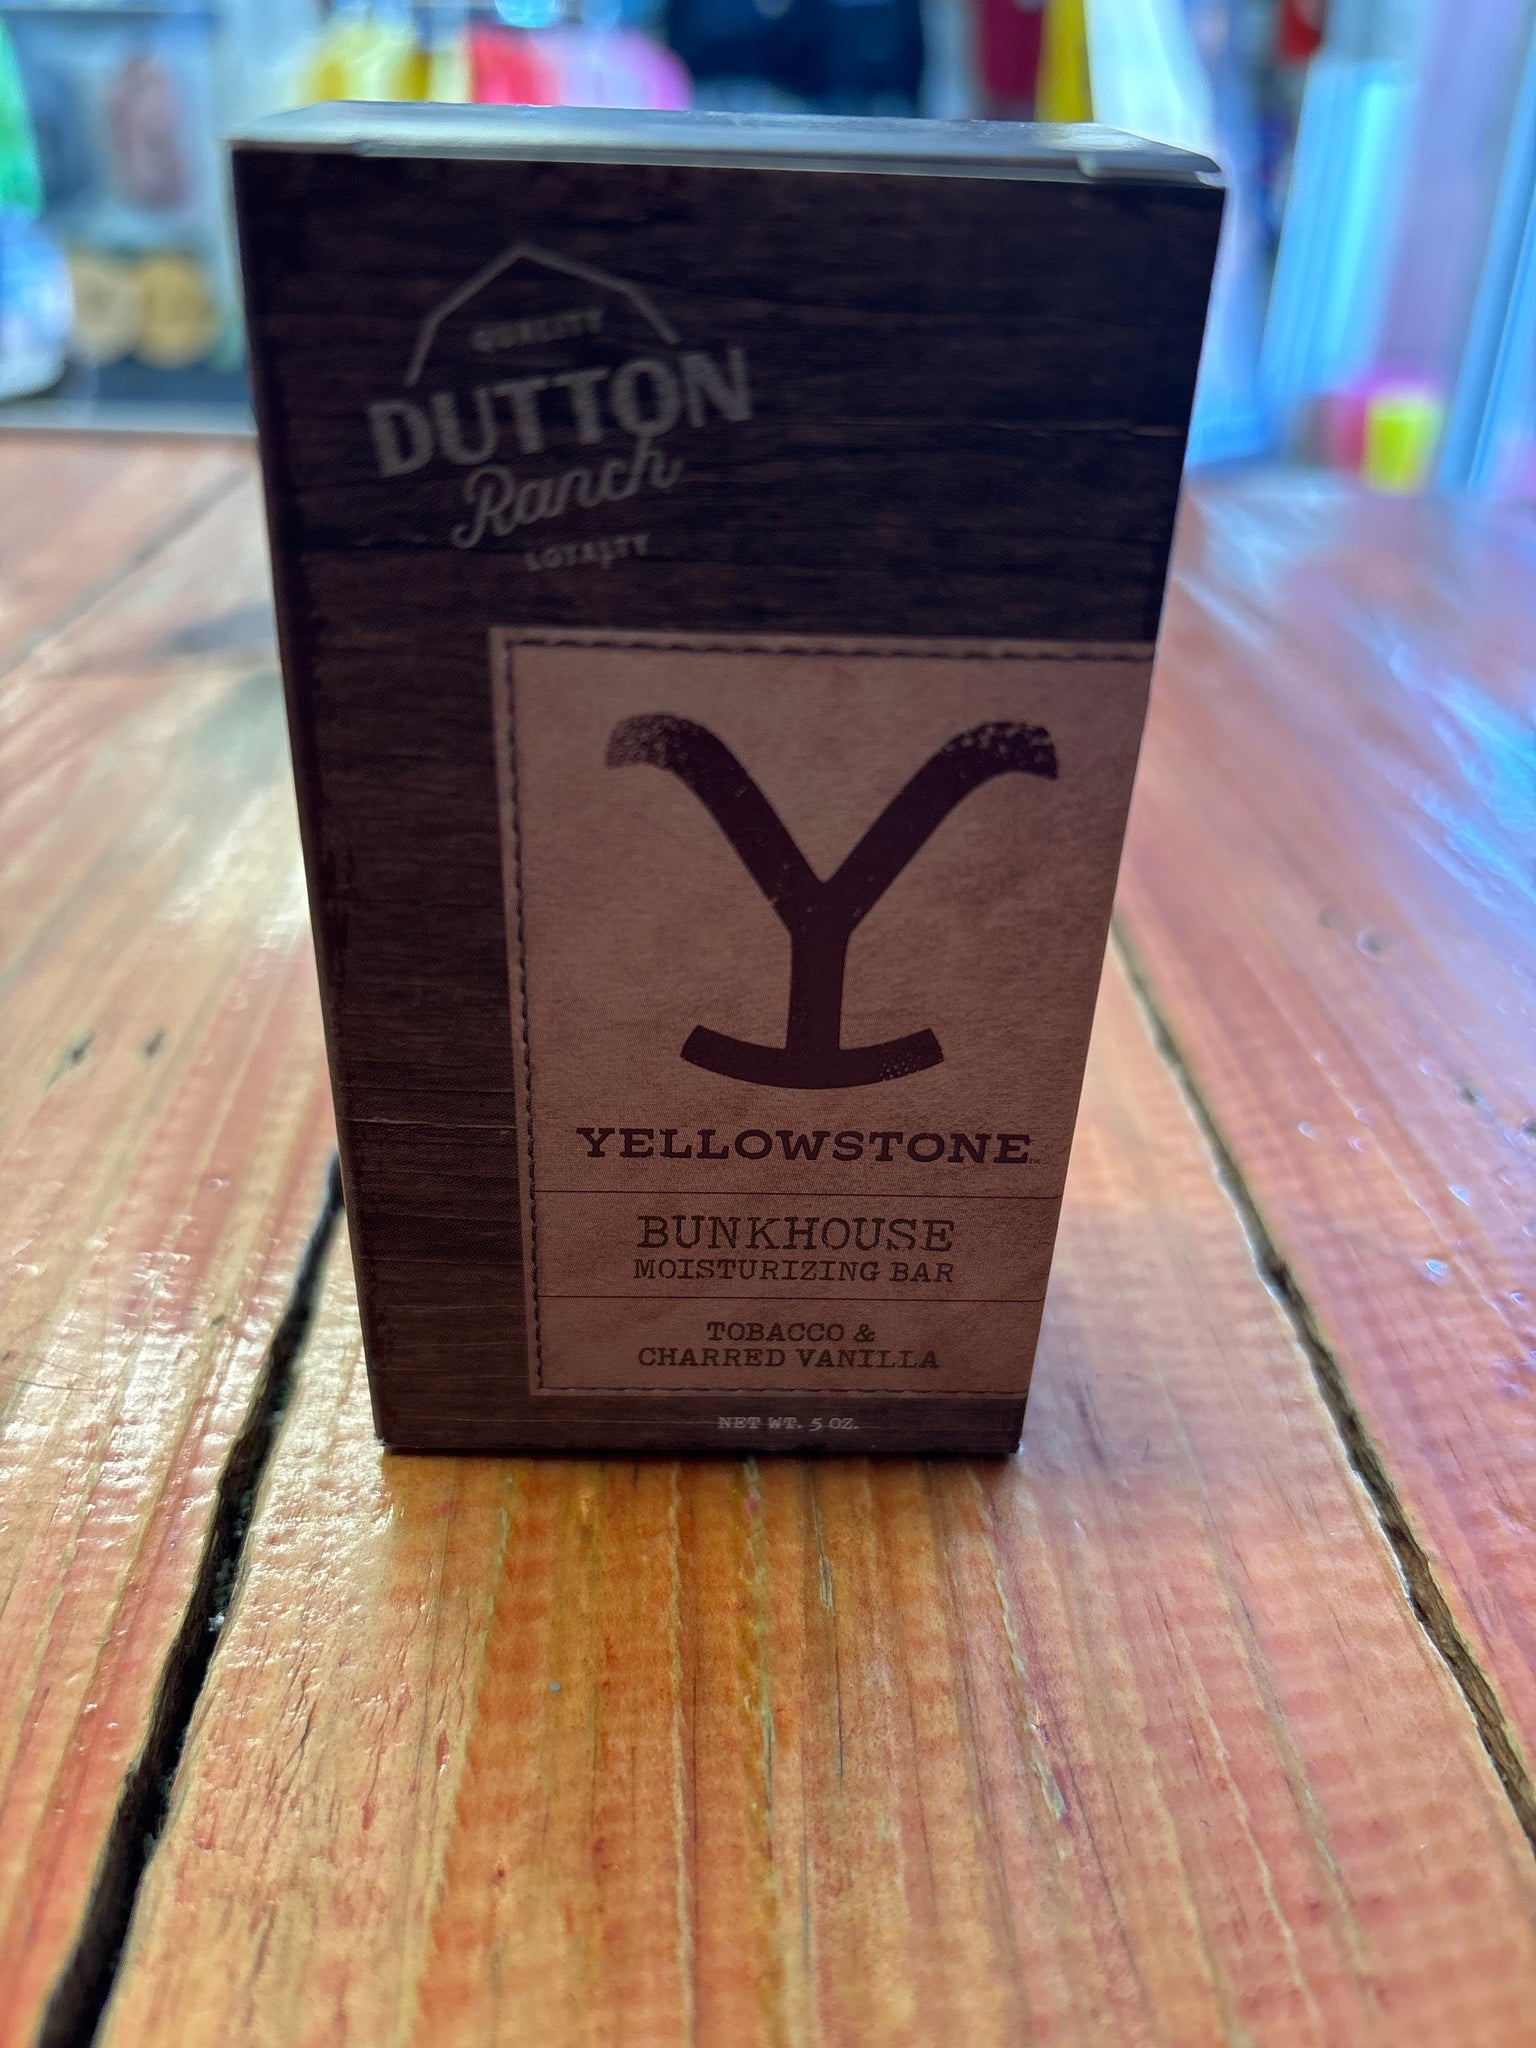 QUALITY
DUTTON
Ranch
LOYALTY
Y
YELLOWSTONE
BUNKHOUSE
MOISTURIZING BAR
TOBACCO &
CHARRED VANILLA
NET WT. 5 OZ.